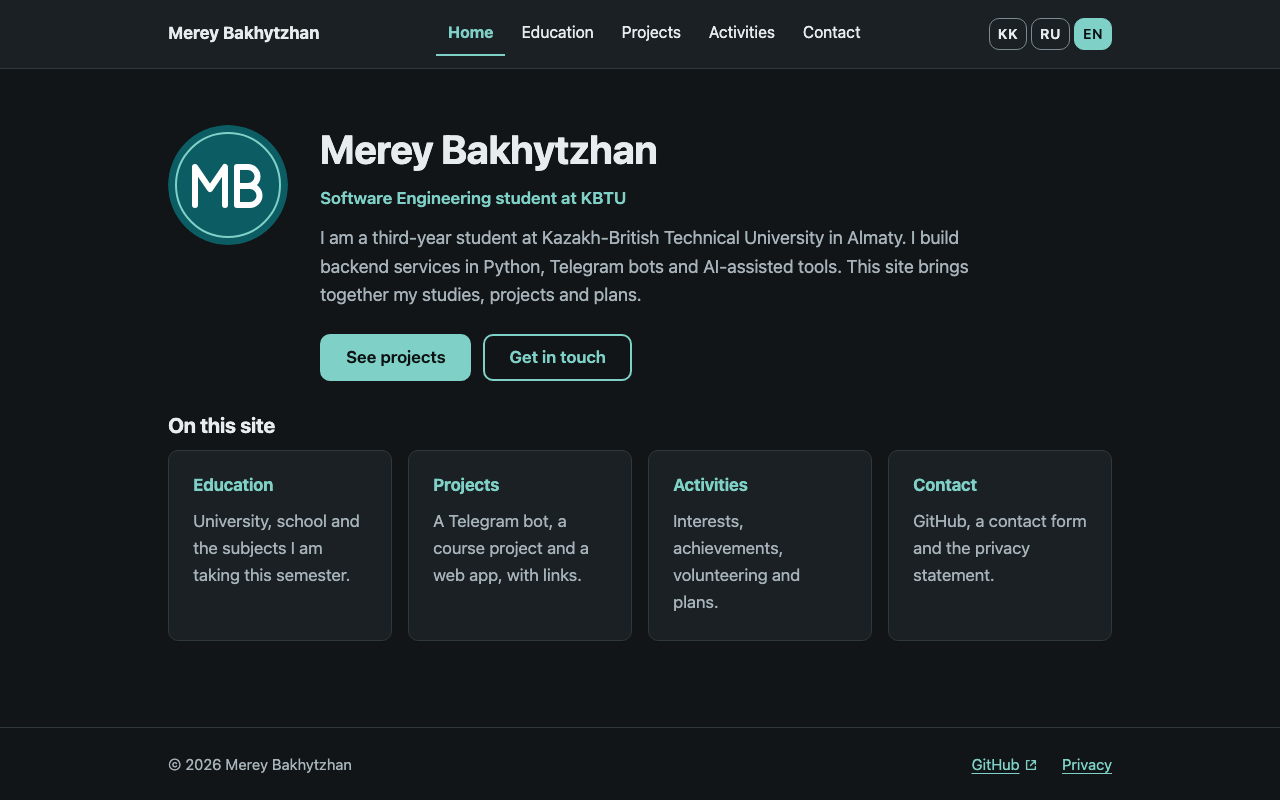 Merey Bakhytzhan
Home Education Projects Activities Contact
KK RU EN
MB
Merey Bakhytzhan
Software Engineering student at KBTU
I am a third-year student at Kazakh-British Technical University in Almaty. I build
backend services in Python, Telegram bots and AI-assisted tools. This site brings
together my studies, projects and plans.
See projects
Get in touch
On this site
Education
University, school and
the subjects I am
taking this semester.
Projects
A Telegram bot, a
course project and a
web app, with links.
Activities
Interests,
achievements,
volunteering and
plans.
Contact
GitHub, a contact form
and the privacy
statement.
© 2026 Merey Bakhytzhan
GitHub
Privacy